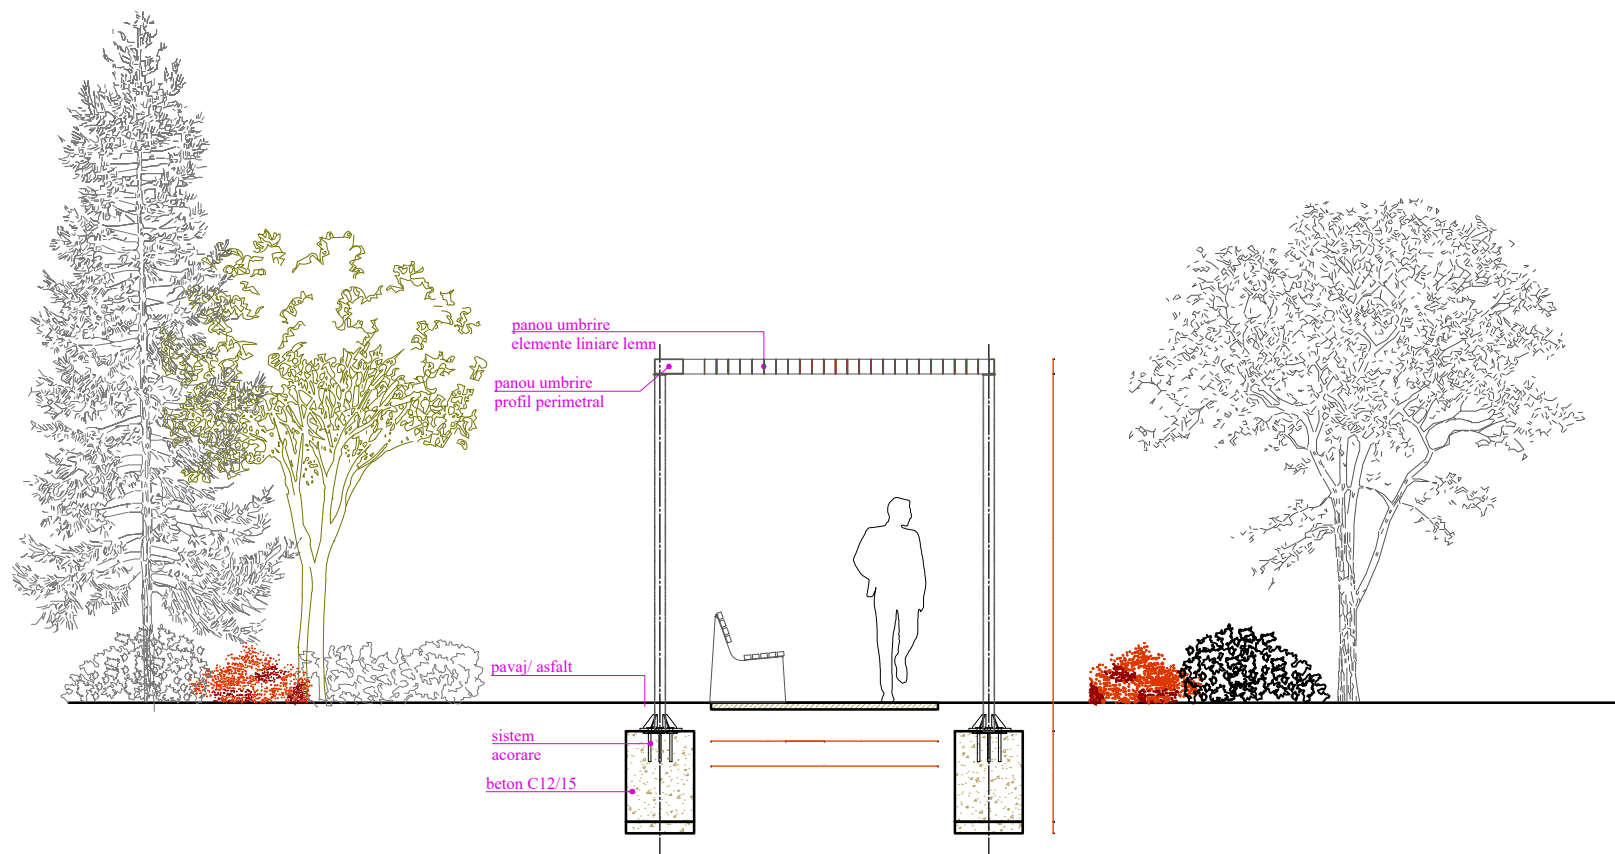 panou umbrire
elemente liniare lemn
panou umbrire
profil perimetral
pavaj/ asfalt
sistem
acorare
beton C12/15